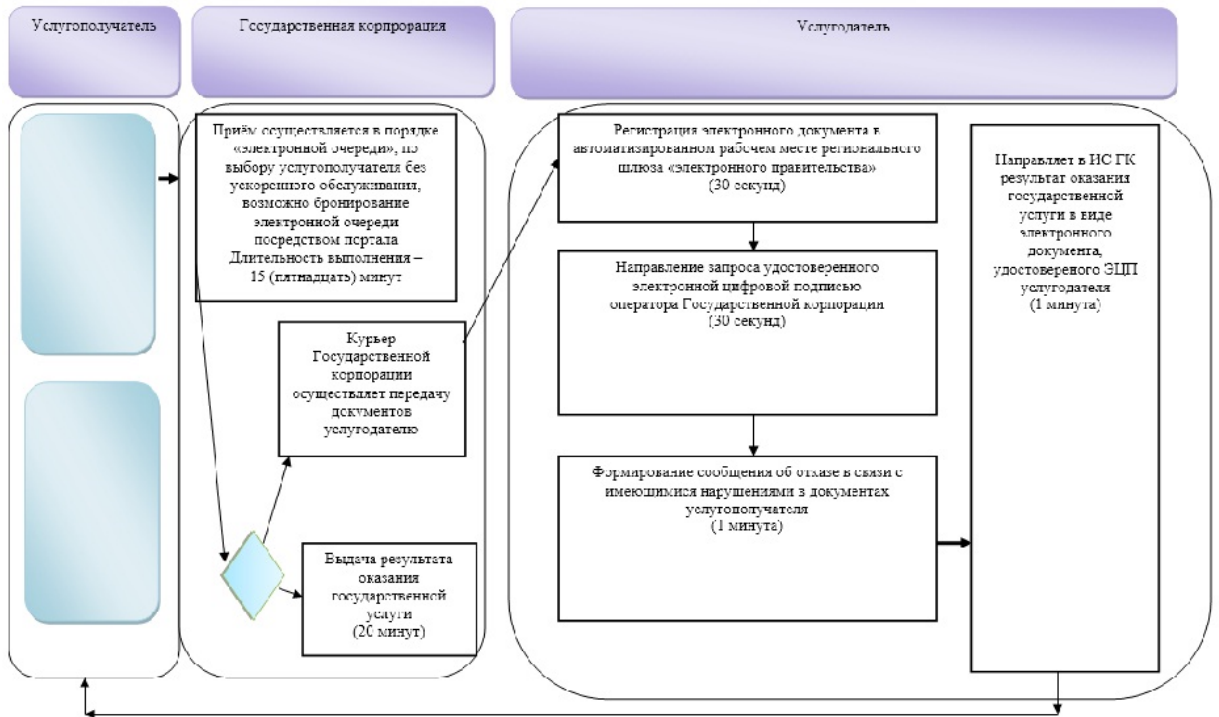 Услугополучатель
Государственная корпрорация
Услугодатель
Приём осуществляется в порядке
«электронной очереди», по
выбору услугополучателя без
ускоренного обслуживания,
возможно бронирование
электронной очереди
посредством портала
Длительность выполнения –
15 (пятнадцать) минут
Курьер
Государственной
корпорации
осуществляет передачу
документов
услугодателю
Выдача результата
оказания
государственной
услуги
(20 минут)
Регистрация электронного документа в
автоматизированном рабочем месте регионального
шлюза «электронного правительства»
(30 секунд)
Направление запроса удостоверенного
электронной цифровой подписью
оператора Государственной корпорации
(30 секунд)
Формирование сообщения об отказе в связи с
имеющимися нарушениями в документах
услугополучателя
(1 минута)
Направляет в ИС ГК
результат оказания
государственной
услуги в виде
электронного
документа,
удостовереного ЭЦП
услугодателя
(1 минута)